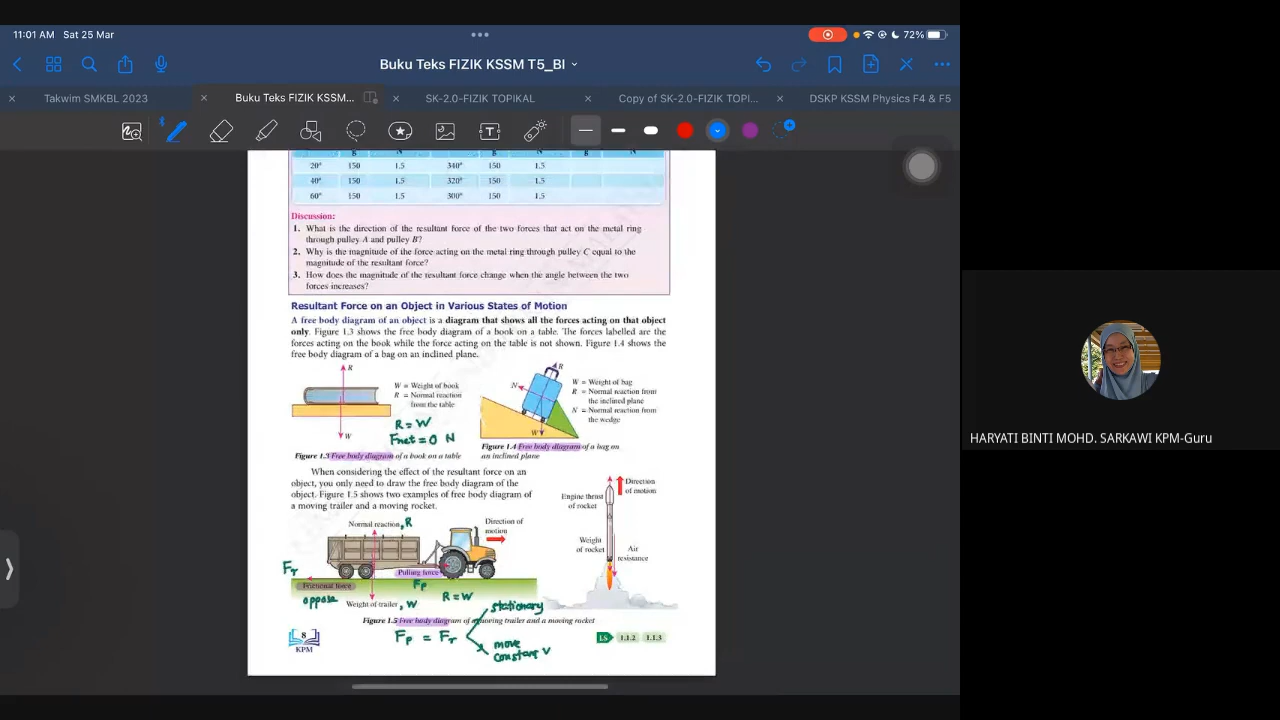 11:01 AM Sat 25 Mar
72%
Buku Teks FIZIK KSSM T5_BI
Takwim SMKBL 2023
Buku Teks FIZIK KSSM...
SK-2.0-FIZIK TOPIKAL
Copy of SK-2.0-FIZIK TOPI...
DSKP KSSM Physics F4 & F5
20° 150 1.5 340° 150 1.5
40° 150 1.5 320° 150 1.5
60° 150 1.5 300° 150 1.5
Discussion:
1. What is the direction of the resultant force of the two forces that act on the metal ring
through pulley A and pulley B?
2. Why is the magnitude of the force acting on the metal ring through pulley C equal to the
magnitude of the resultant force?
3. How does the magnitude of the resultant force change when the angle between the two
forces increases?
Resultant Force on an Object in Various States of Motion
A free body diagram of an object is a diagram that shows all the forces acting on that object
only. Figure 1.3 shows the free body diagram of a book on a table. The forces labelled are the
forces acting on the book while the force acting on the table is not shown. Figure 1.4 shows the
free body diagram of a bag on an inclined plane.
R
W = Weight of book
R = Normal reaction
from the table
W
R = W
Fnet = 0 N
Figure 1.3 Free body diagram of a book on a table
R
N
W
W = Weight of bag
R = Normal reaction from
the inclined plane
N = Normal reaction from
the wedge
Figure 1.4 Free body diagram of a bag on
an inclined plane
When considering the effect of the resultant force on an
object, you only need to draw the free body diagram of the
object. Figure 1.5 shows two examples of free body diagram of
a moving trailer and a moving rocket.
Normal reaction, R
Direction of
motion
Fr
Pulling force
Fp
Frictional force
oppose
Weight of trailer, W
R = W
Engine thrust
of rocket
Direction
of motion
Weight
of rocket
Air
resistance
stationary
Figure 1.5 Free body diagram of a moving trailer and a moving rocket
Fp = Fr
move
constant v
8
KPM
LS 1.1.2 1.1.3
HARYATI BINTI MOHD. SARKAWI KPM-Guru